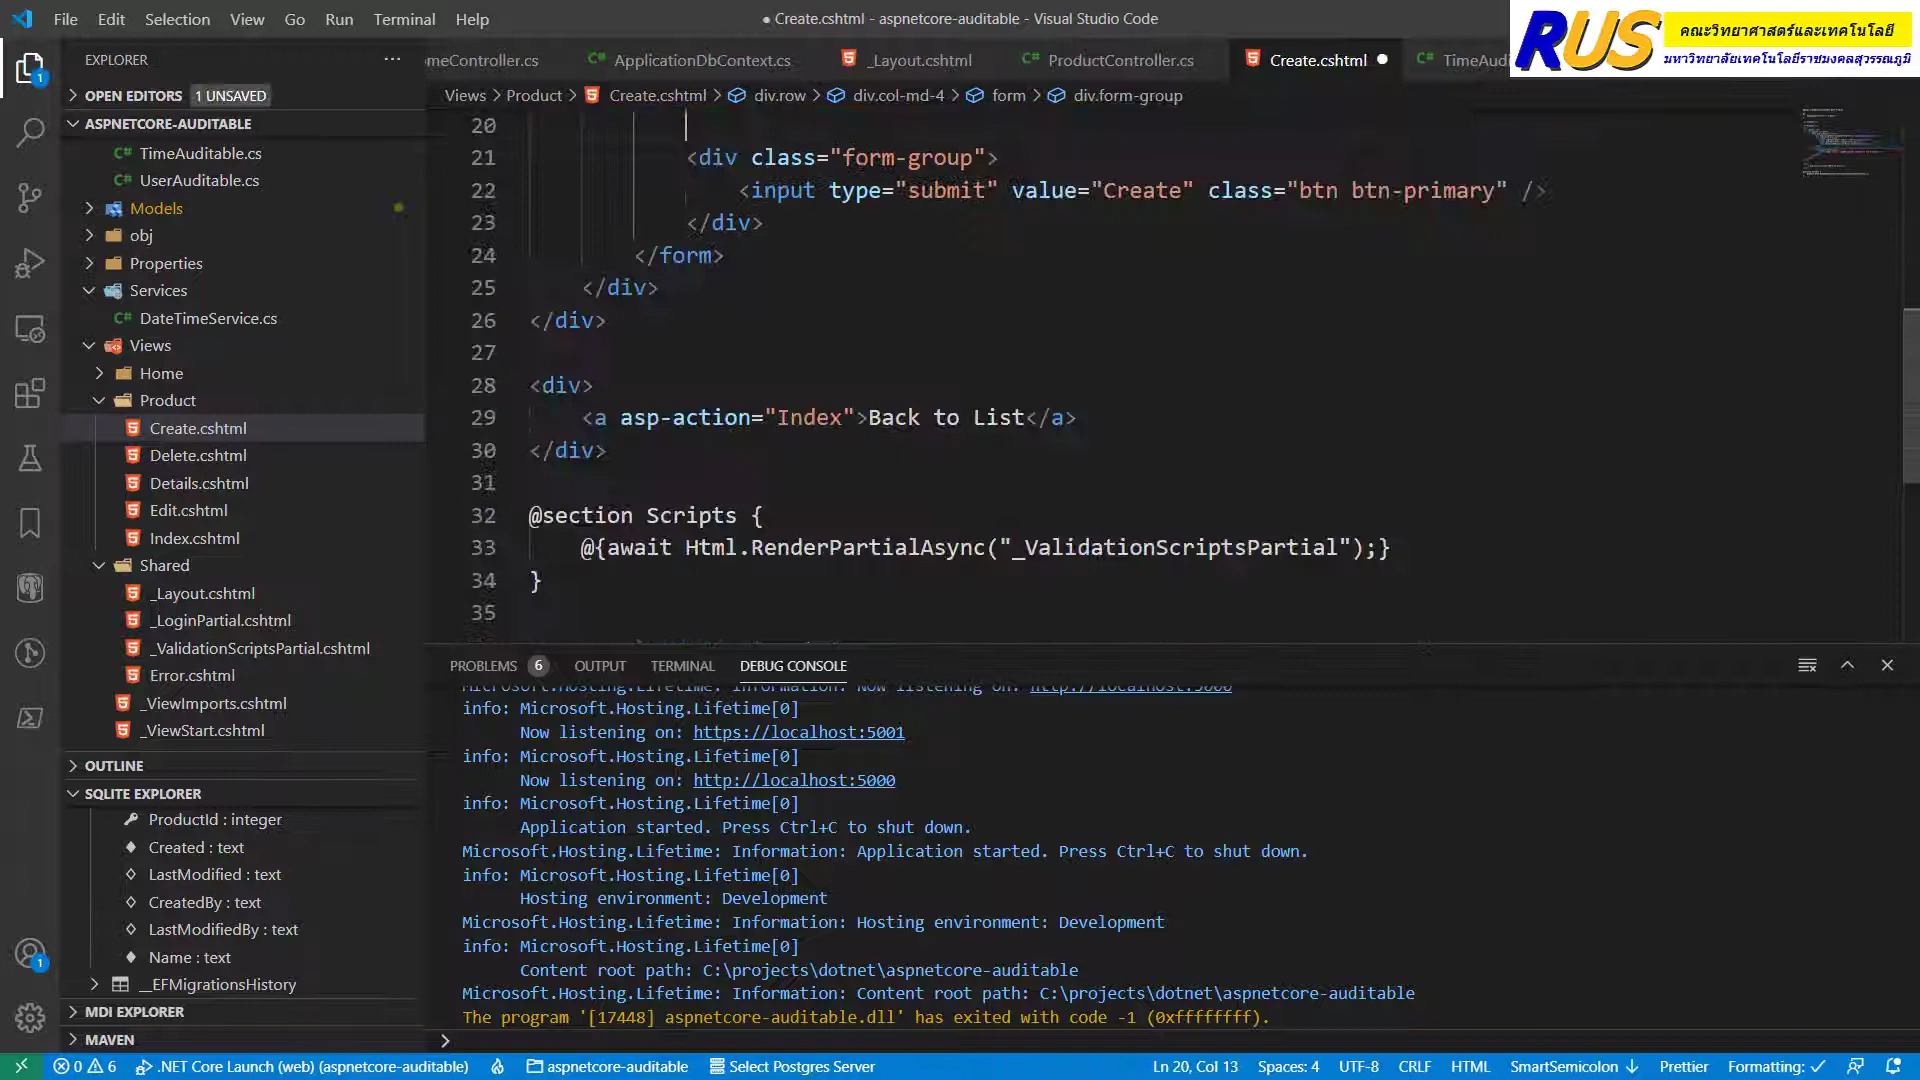 File Edit Selection View Go Run Terminal Help
● Create.cshtml - aspnetcore-auditable - Visual Studio Code
RUS
คณะวิทยาศาสตร์และเทคโนโลยี
มหาวิทยาลัยเทคโนโลยีราชมงคลสุวรรณภูมิ
EXPLORER
OPEN EDITORS 1 UNSAVED
ASPNETCORE-AUDITABLE
C# TimeAuditable.cs
C# UserAuditable.cs
Models
obj
Properties
Services
C# DateTimeService.cs
Views
Home
Product
Create.cshtml
Delete.cshtml
Details.cshtml
Edit.cshtml
Index.cshtml
Shared
_Layout.cshtml
_LoginPartial.cshtml
_ValidationScriptsPartial.cshtml
Error.cshtml
_ViewImports.cshtml
_ViewStart.cshtml
OUTLINE
SQLITE EXPLORER
ProductId : integer
Created : text
LastModified : text
CreatedBy : text
LastModifiedBy : text
Name : text
__EFMigrationsHistory
MDI EXPLORER
MAVEN
1
1
omeController.cs C# ApplicationDbContext.cs _Layout.cshtml C# ProductController.cs Create.cshtml C# TimeAudi
Views > Product > Create.cshtml > div.row > div.col-md-4 > form > div.form-group
20
21 <div class="form-group">
22 <input type="submit" value="Create" class="btn btn-primary" />
23 </div>
24 </form>
25 </div>
26 </div>
27
28 <div>
29 <a asp-action="Index">Back to List</a>
30 </div>
31
32 @section Scripts {
33 @{await Html.RenderPartialAsync("_ValidationScriptsPartial");}
34 }
35
PROBLEMS 6 OUTPUT TERMINAL DEBUG CONSOLE
Microsoft.Hosting.Lifetime: Information: Now listening on: http://localhost:5000
info: Microsoft.Hosting.Lifetime[0]
Now listening on: https://localhost:5001
info: Microsoft.Hosting.Lifetime[0]
Now listening on: http://localhost:5000
info: Microsoft.Hosting.Lifetime[0]
Application started. Press Ctrl+C to shut down.
Microsoft.Hosting.Lifetime: Information: Application started. Press Ctrl+C to shut down.
info: Microsoft.Hosting.Lifetime[0]
Hosting environment: Development
Microsoft.Hosting.Lifetime: Information: Hosting environment: Development
info: Microsoft.Hosting.Lifetime[0]
Content root path: C:\projects\dotnet\aspnetcore-auditable
Microsoft.Hosting.Lifetime: Information: Content root path: C:\projects\dotnet\aspnetcore-auditable
The program '[17448] aspnetcore-auditable.dll' has exited with code -1 (0xffffffff).
0 6 .NET Core Launch (web) (aspnetcore-auditable) aspnetcore-auditable Select Postgres Server Ln 20, Col 13 Spaces: 4 UTF-8 CRLF HTML SmartSemicolon ↓ Prettier Formatting: ✓